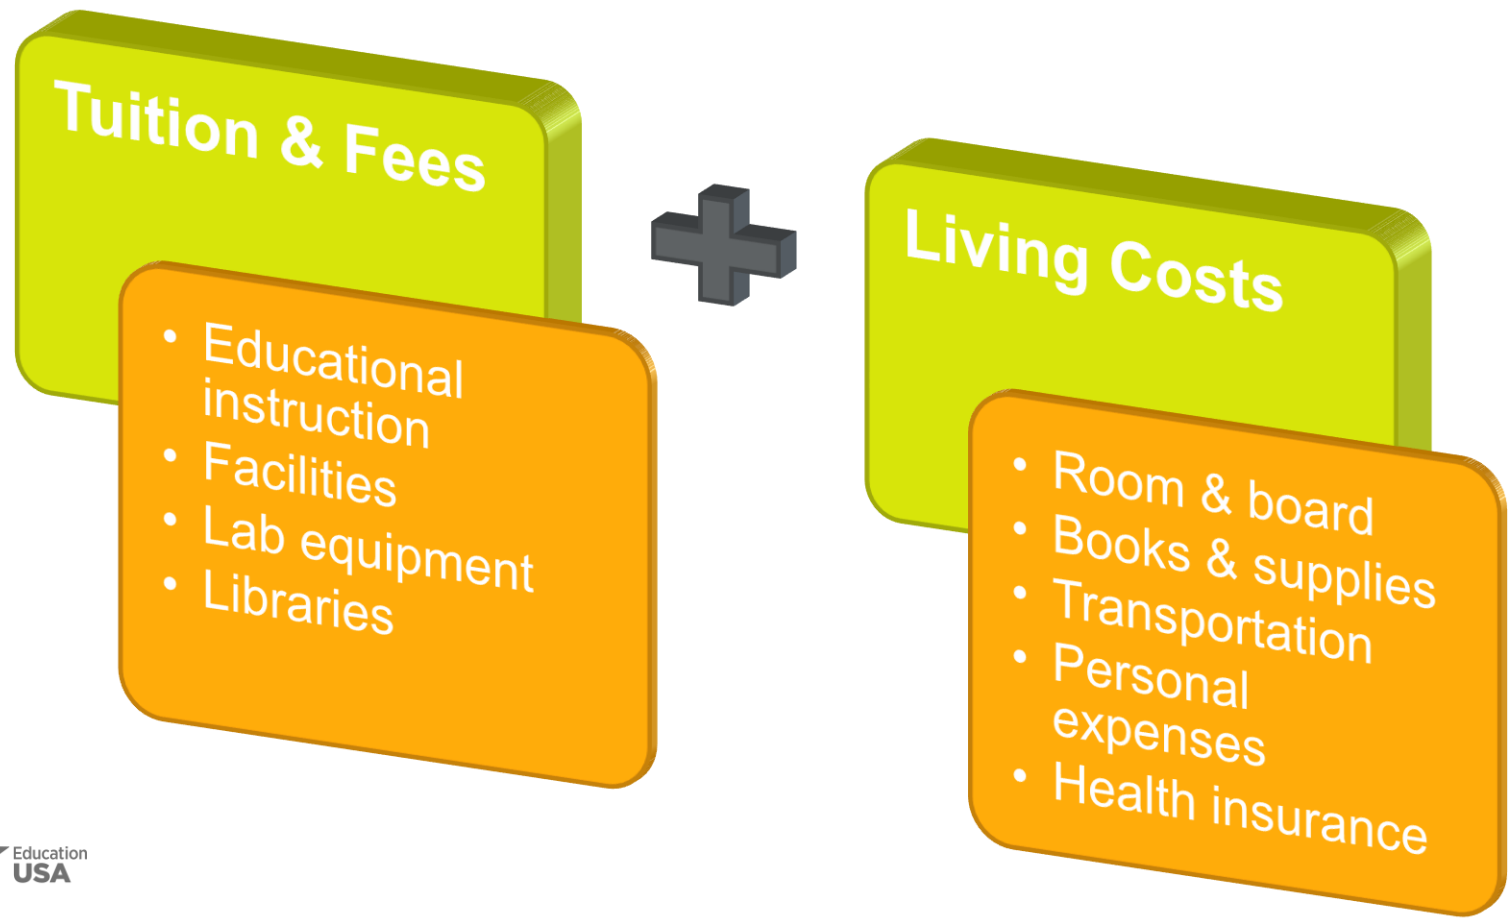 Tuition & Fees
• Educational
instruction
• Facilities
• Lab equipment
• Libraries
Living Costs
• Room & board
• Books & supplies
• Transportation
• Personal
expenses
• Health insurance
Education
USA